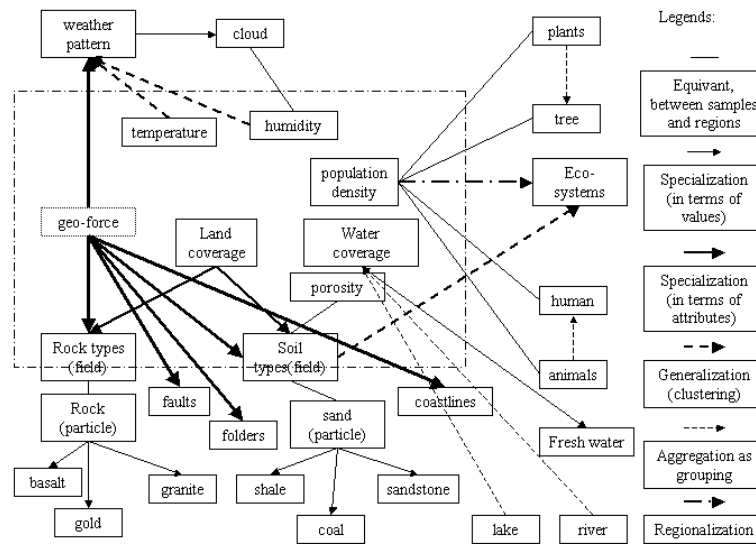 weather
pattern
cloud
plants
Legends:
temperature
humidity
tree
Equivant,
between samples
and regions
population
density
Eco-
systems
Specialization
(in terms of
values)
geo-force
Land
coverage
Water
coverage
porosity
human
Specialization
(in terms of
attributes)
Rock types
(field)
Soil
types(field)
animals
Generalization
(clustering)
faults
folders
coastlines
Rock
(particle)
sand
(particle)
Fresh water
Aggregation as
grouping
basalt
granite
shale
sandstone
gold
coal
lake
river
Regionalization